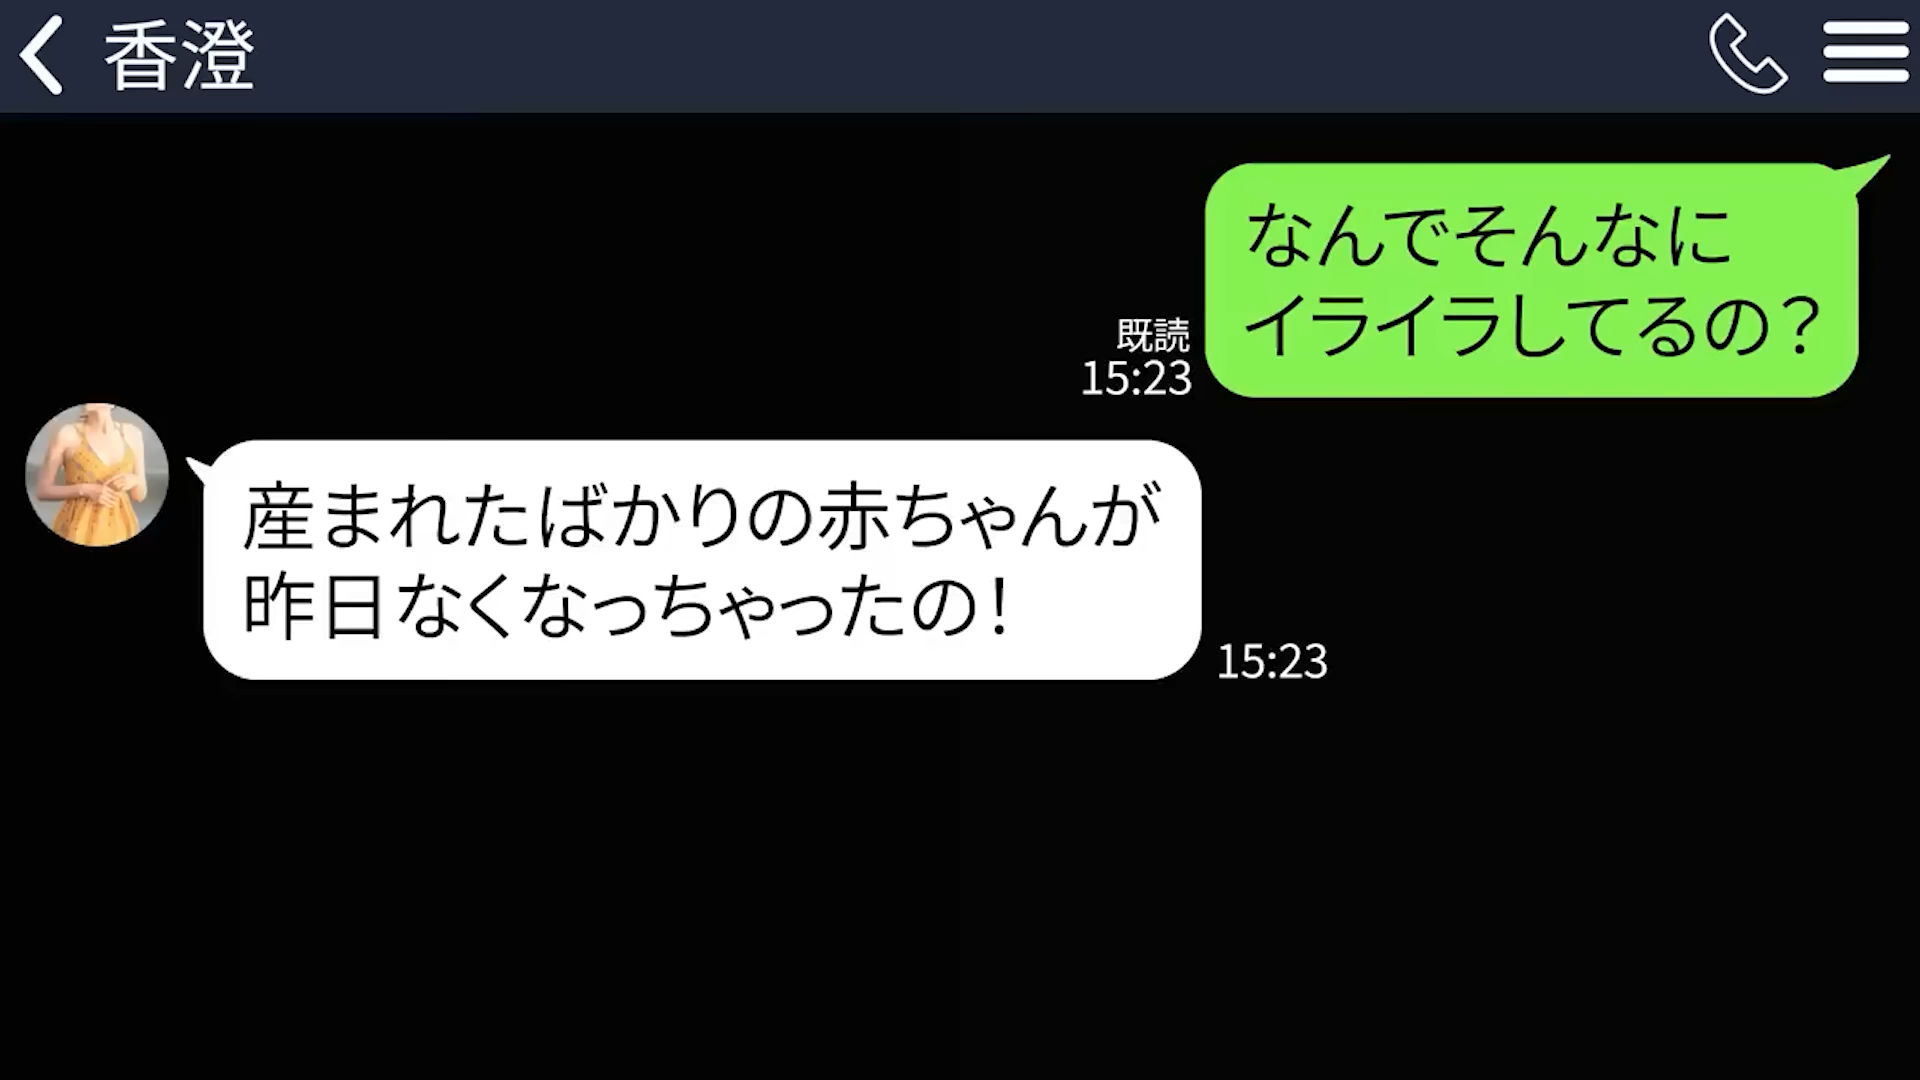 香澄
なんでそんなに
イライラしてるの？
既読
15:23
産まれたばかりの赤ちゃんが
昨日なくなっちゃったの！
15:23